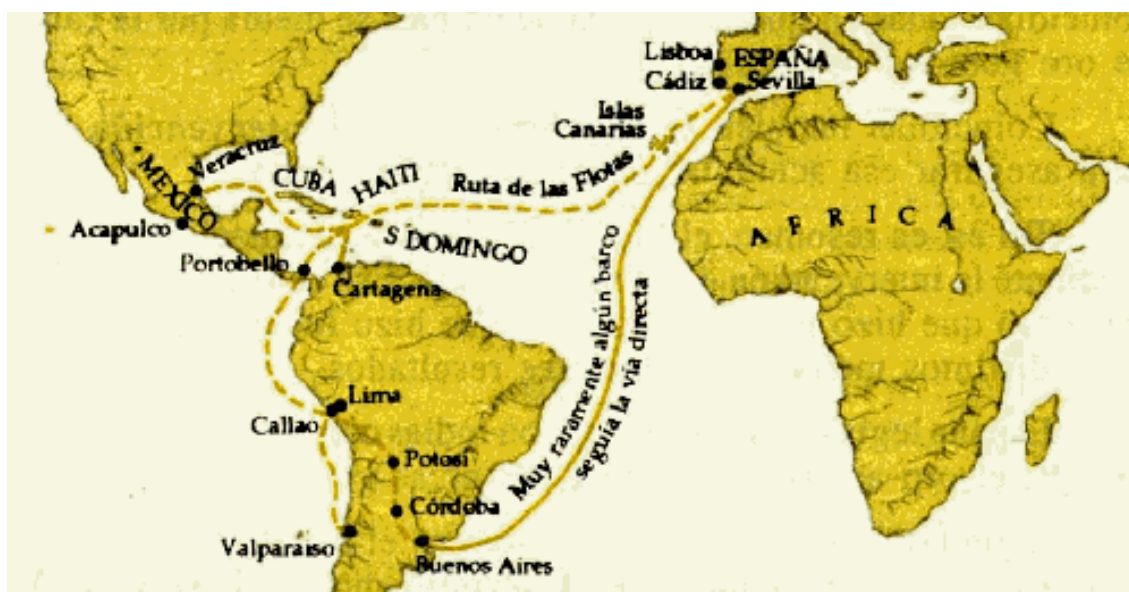 Lisboa
ESPAÑA
Cádiz
Sevilla
Islas
Canarias
Veracruz
MEXICO
CUBA
HAITI
Ruta de las Flotas
AFRICA
Acapulco
S DOMINGO
Portobello
Cartagena
Muy raramente algún barco
seguía la vía directa
Lima
Callao
Potosí
Córdoba
Valparaiso
Buenos Aires